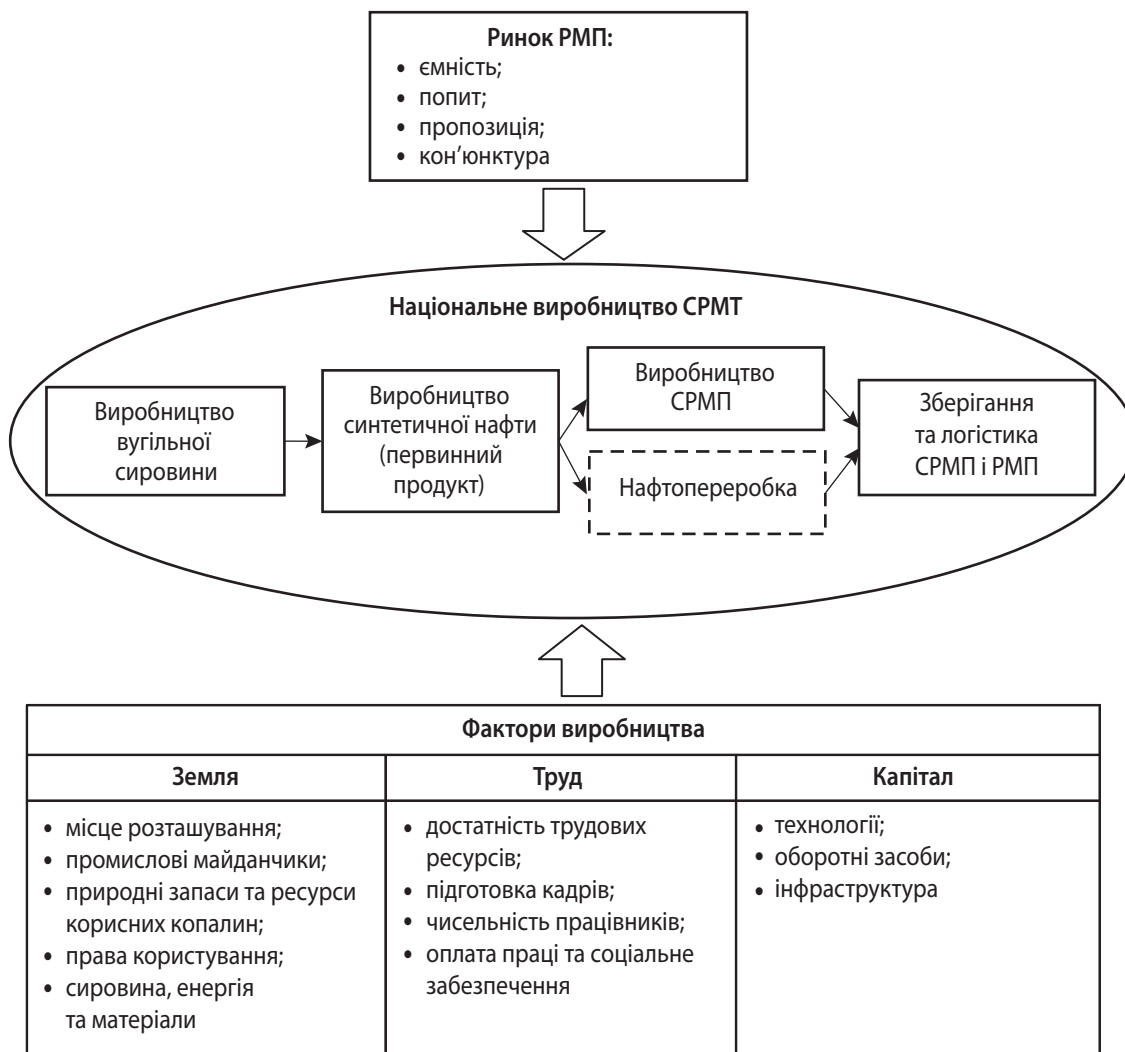 Ринок РМП:
• ємність;
• попит;
• пропозиція;
• кон’юнктура
Національне виробництво СРМТ
Виробництво
вугільної
сировини
Виробництво
синтетичної нафти
(первинний
продукт)
Виробництво
СРМП
Нафтопереробка
Зберігання
та логістика
СРМП і РМП
Фактори виробництва
Земля
Труд
Капітал
• місце розташування;
• промислові майданчики;
• природні запаси та ресурси
корисних копалин;
• права користування;
• сировина, енергія
та матеріали
• достатність трудових
ресурсів;
• підготовка кадрів;
• чисельність працівників;
• оплата праці та соціальне
забезпечення
• технології;
• оборотні засоби;
• інфраструктура